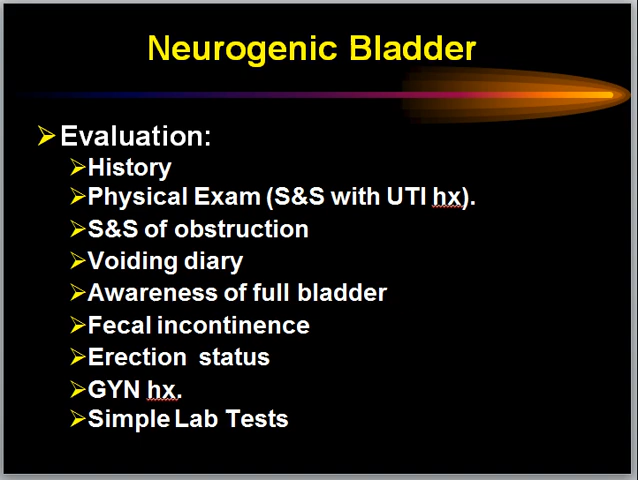 Neurogenic Bladder
Evaluation:
History
Physical Exam (S&S with UTI hx).
S&S of obstruction
Voiding diary
Awareness of full bladder
Fecal incontinence
Erection status
GYN hx.
Simple Lab Tests